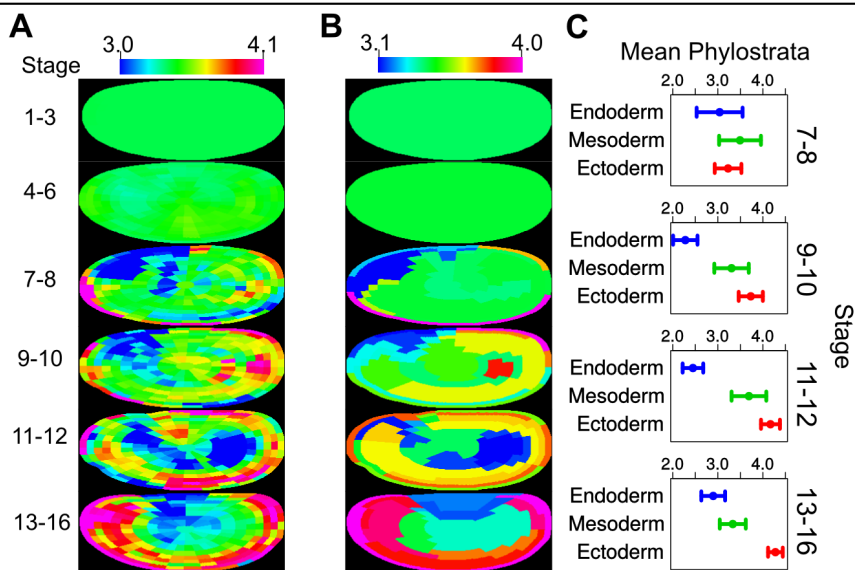 A
B
C
3.0
4.1
3.1
4.0
Mean Phylostrata
Stage
1-3
4-6
7-8
9-10
11-12
13-16
2.0 3.0 4.0
Endoderm
Mesoderm
Ectoderm
7-8
2.0 3.0 4.0
Endoderm
Mesoderm
Ectoderm
9-10
2.0 3.0 4.0
Endoderm
Mesoderm
Ectoderm
11-12
2.0 3.0 4.0
Endoderm
Mesoderm
Ectoderm
13-16
Stage